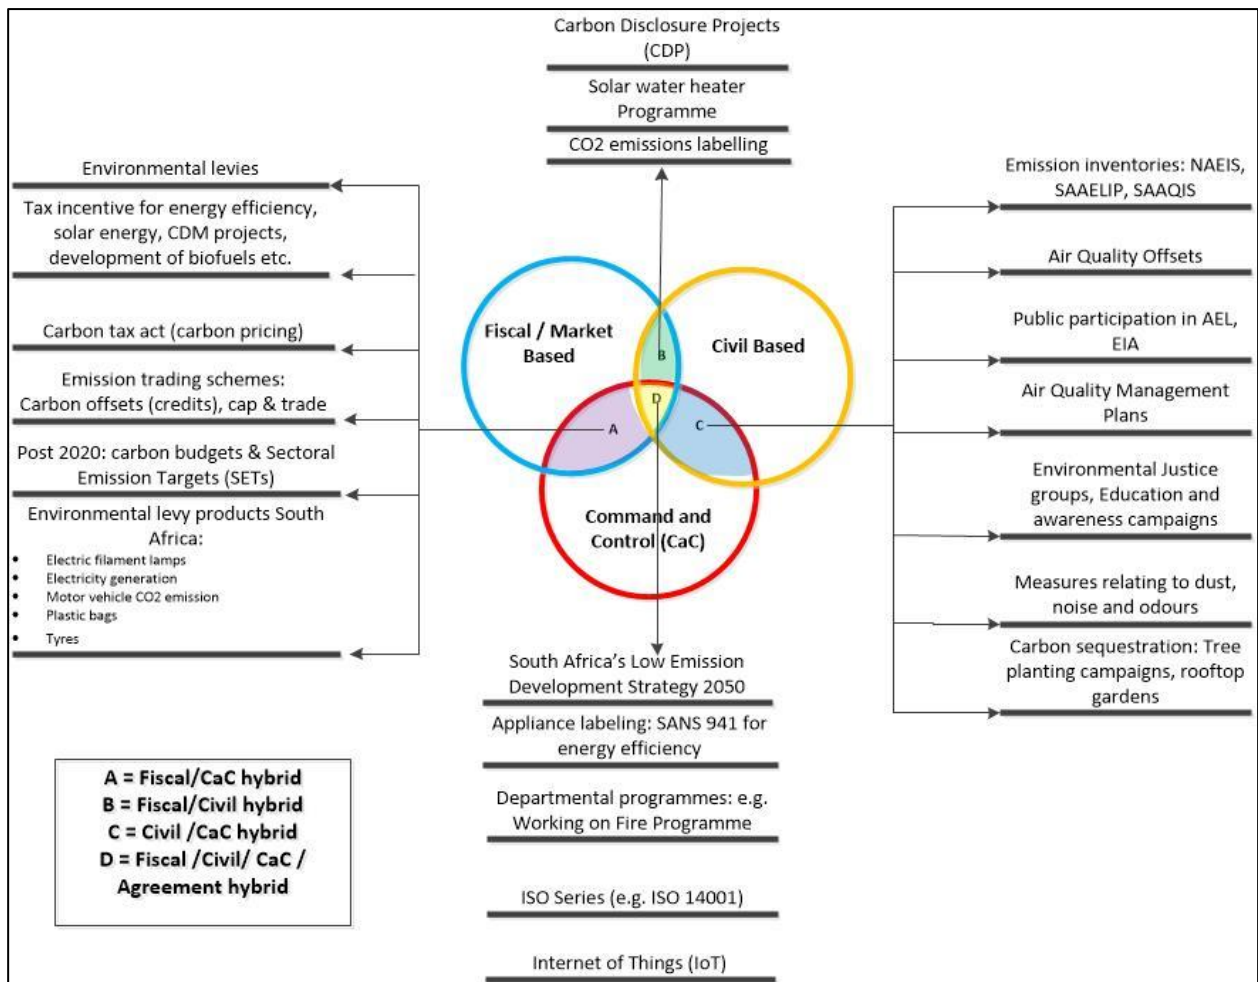 Carbon Disclosure Projects
(CDP)
Solar water heater
Programme
CO2 emissions labelling
Environmental levies
Tax incentive for energy efficiency,
solar energy, CDM projects,
development of biofuels etc.
Carbon tax act (carbon pricing)
Emission trading schemes:
Carbon offsets (credits), cap & trade
Post 2020: carbon budgets & Sectoral
Emission Targets (SETs)
Environmental levy products South
Africa:
• Electric filament lamps
• Electricity generation
• Motor vehicle CO2 emission
• Plastic bags
• Tyres
Fiscal / Market
Based
Civil Based
B
D
A
C
Command and
Control (CaC)
Emission inventories: NAEIS,
SAAELIP, SAAQIS
Air Quality Offsets
Public participation in AEL,
EIA
Air Quality Management
Plans
Environmental Justice
groups, Education and
awareness campaigns
Measures relating to dust,
noise and odours
Carbon sequestration: Tree
planting campaigns, rooftop
gardens
South Africa's Low Emission
Development Strategy 2050
Appliance labeling: SANS 941 for
energy efficiency
Departmental programmes: e.g.
Working on Fire Programme
ISO Series (e.g. ISO 14001)
Internet of Things (IoT)
A = Fiscal/CaC hybrid
B = Fiscal/Civil hybrid
C = Civil /CaC hybrid
D = Fiscal /Civil/ CaC /
Agreement hybrid